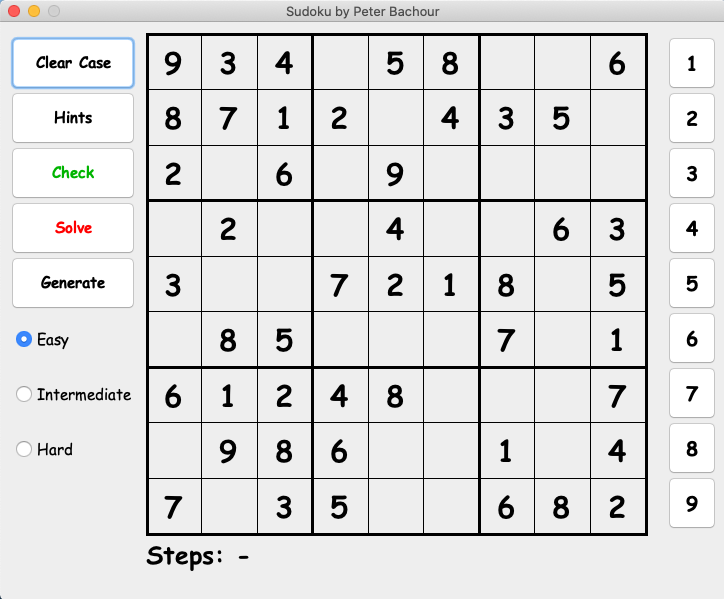 Sudoku by Peter Bachour
Clear Case
Hints
Check
Solve
Generate
Easy
Intermediate
Hard
9 3 4 5 8 6
8 7 1 2 4 3 5
2 6 9
2 4 6 3
3 7 2 1 8 5
8 5 7 1
6 1 2 4 8 7
9 8 6 1 4
7 3 5 6 8 2
Steps: -
1
2
3
4
5
6
7
8
9